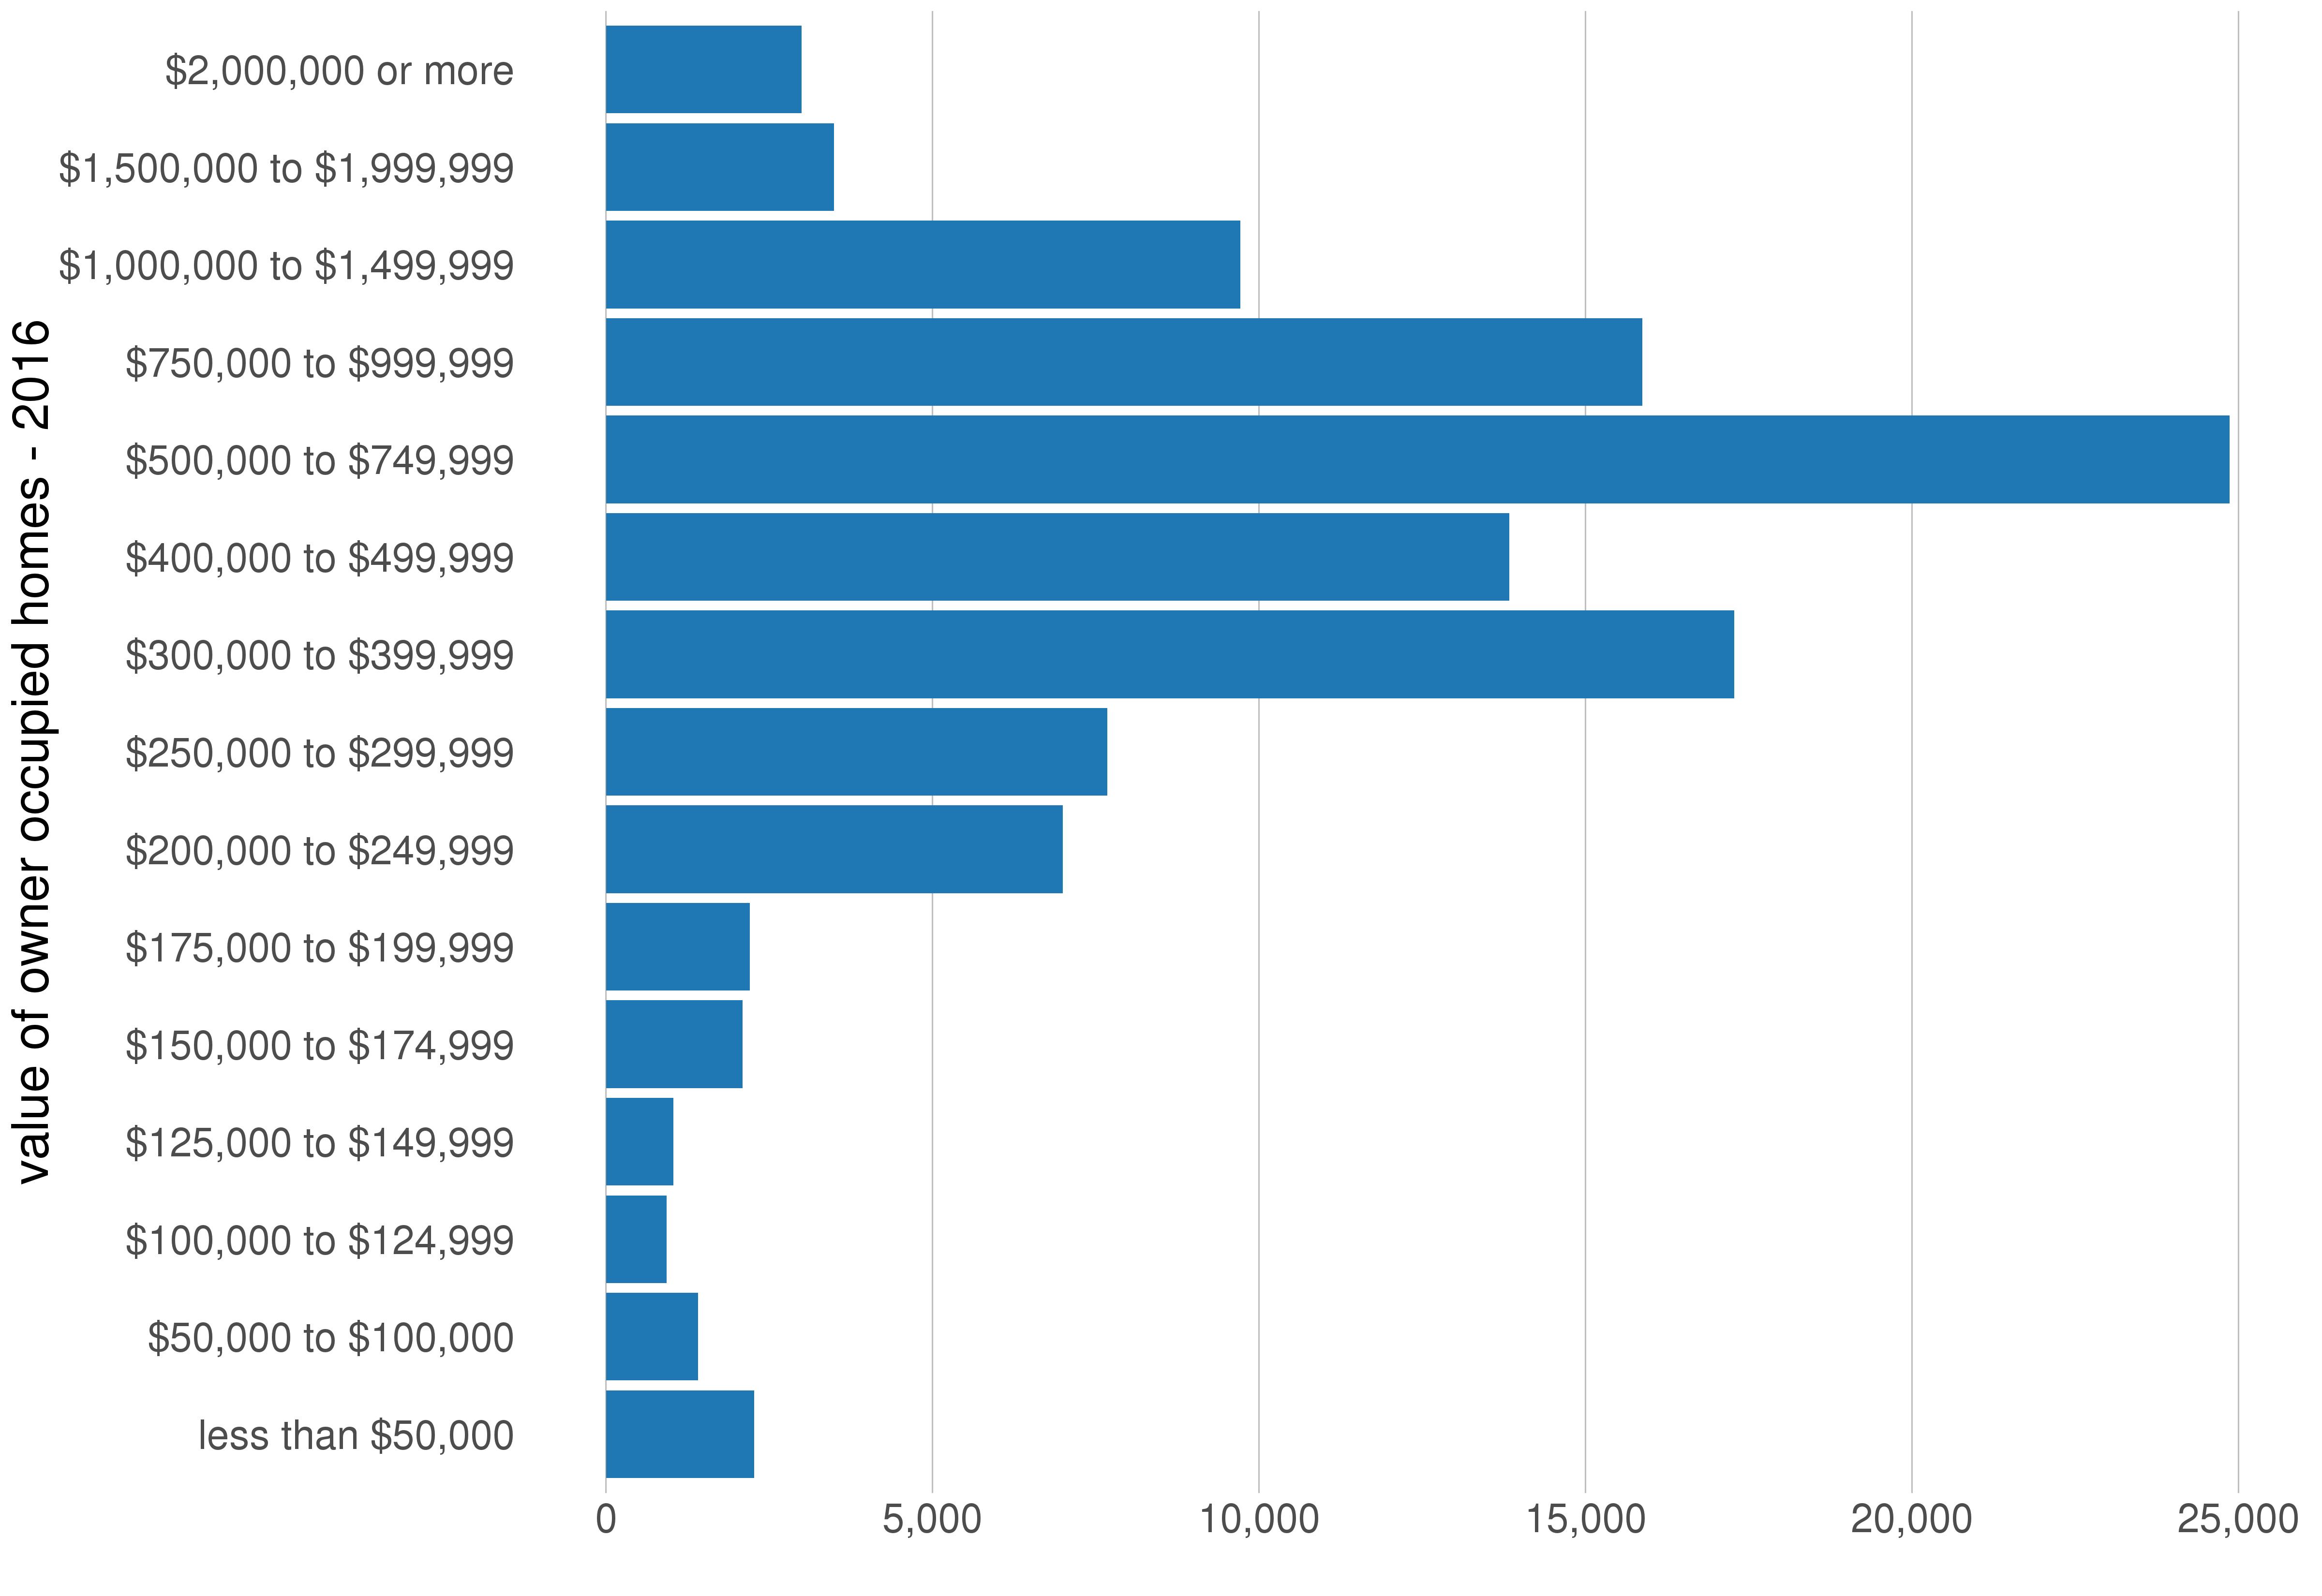 value of owner occupied homes - 2016
$2,000,000 or more
$1,500,000 to $1,999,999
$1,000,000 to $1,499,999
$750,000 to $999,999
$500,000 to $749,999
$400,000 to $499,999
$300,000 to $399,999
$250,000 to $299,999
$200,000 to $249,999
$175,000 to $199,999
$150,000 to $174,999
$125,000 to $149,999
$100,000 to $124,999
$50,000 to $100,000
less than $50,000
0 5,000 10,000 15,000 20,000 25,000